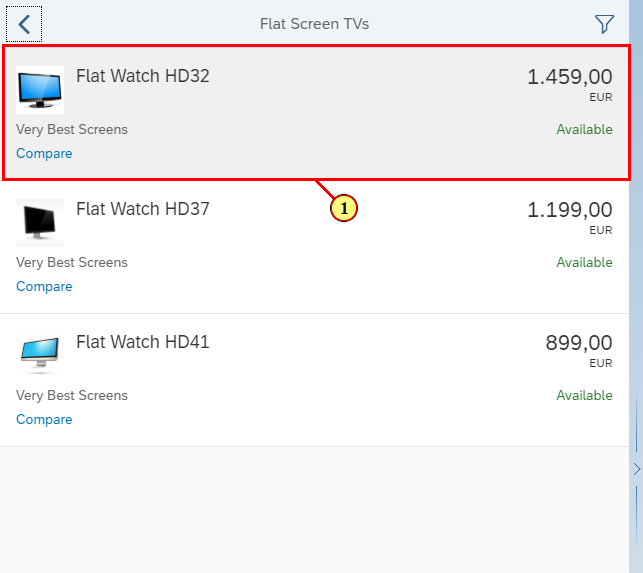 Flat Screen TVs
Flat Watch HD32
1.459,00
EUR
Very Best Screens
Available
Compare
1
Flat Watch HD37
1.199,00
EUR
Very Best Screens
Available
Compare
Flat Watch HD41
899,00
EUR
Very Best Screens
Available
Compare